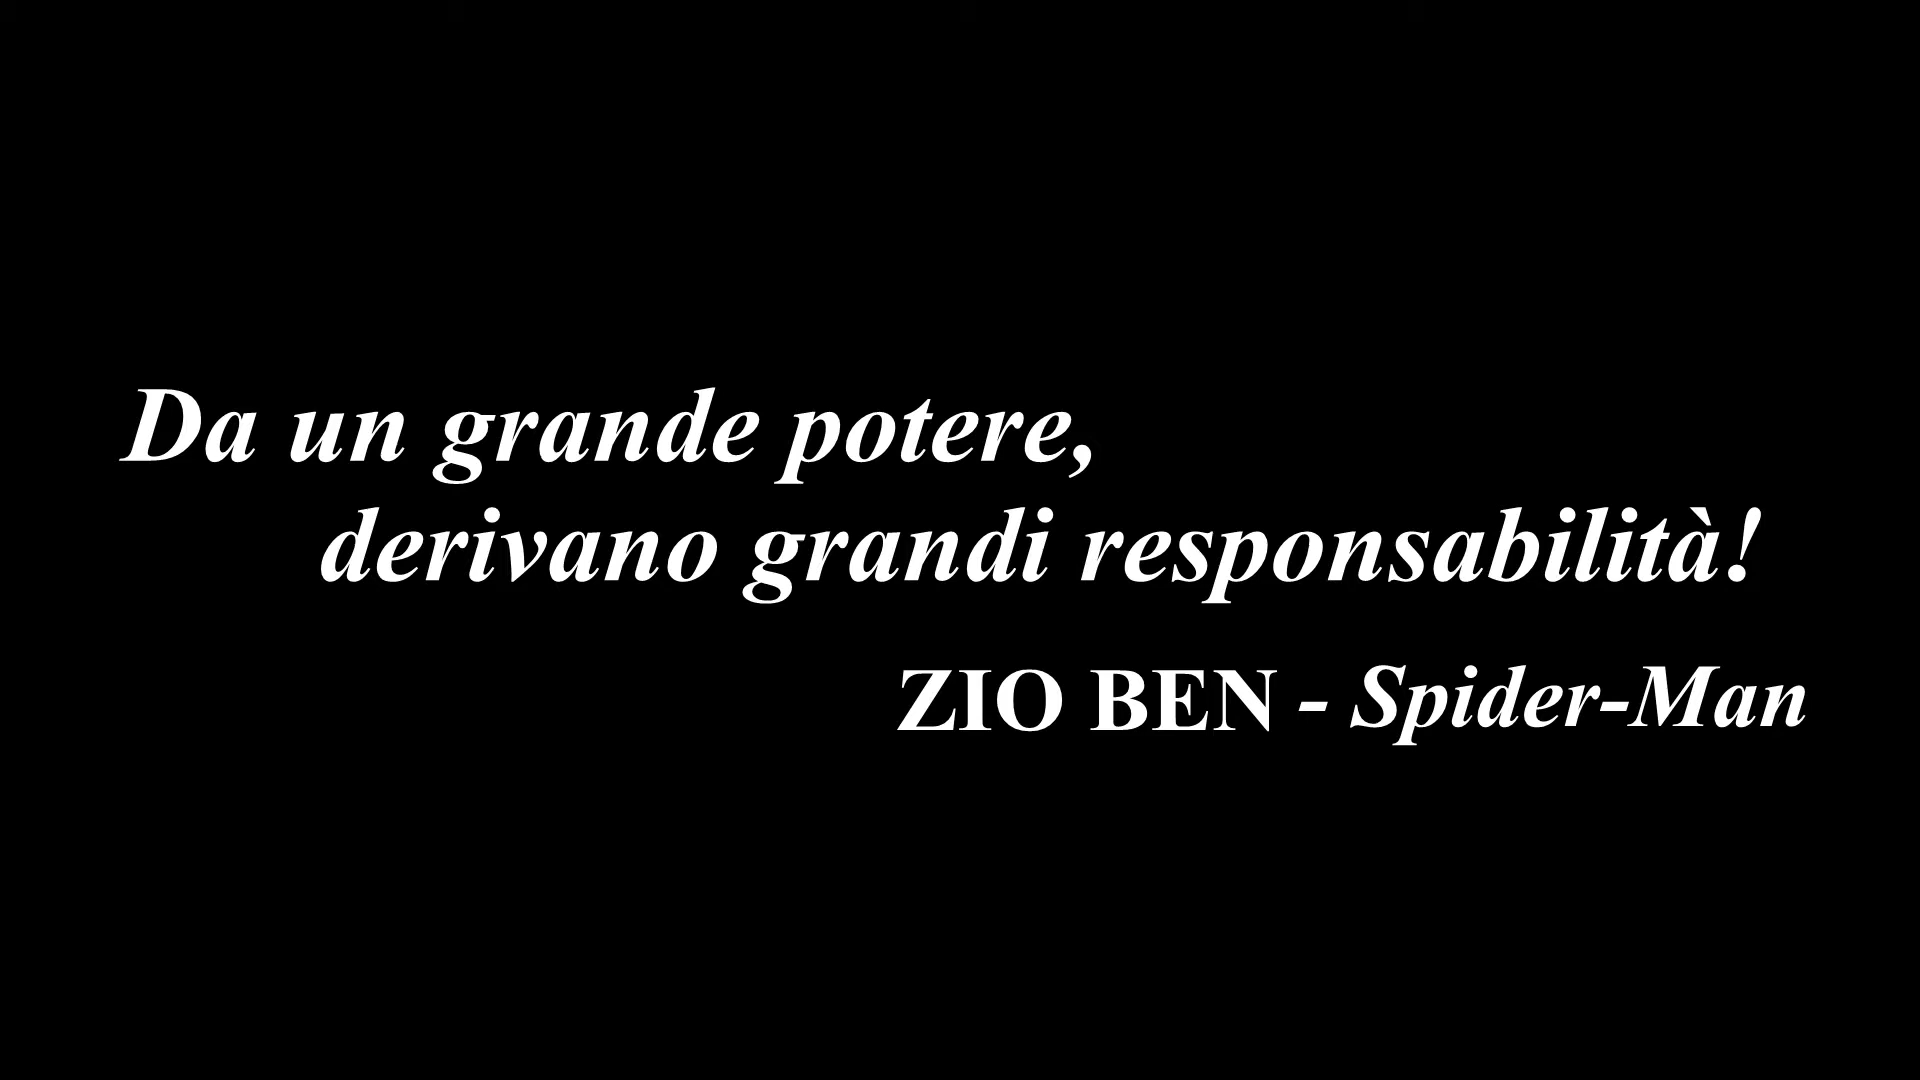 Da un grande potere,
derivano grandi responsabilità!
ZIO BEN - Spider-Man